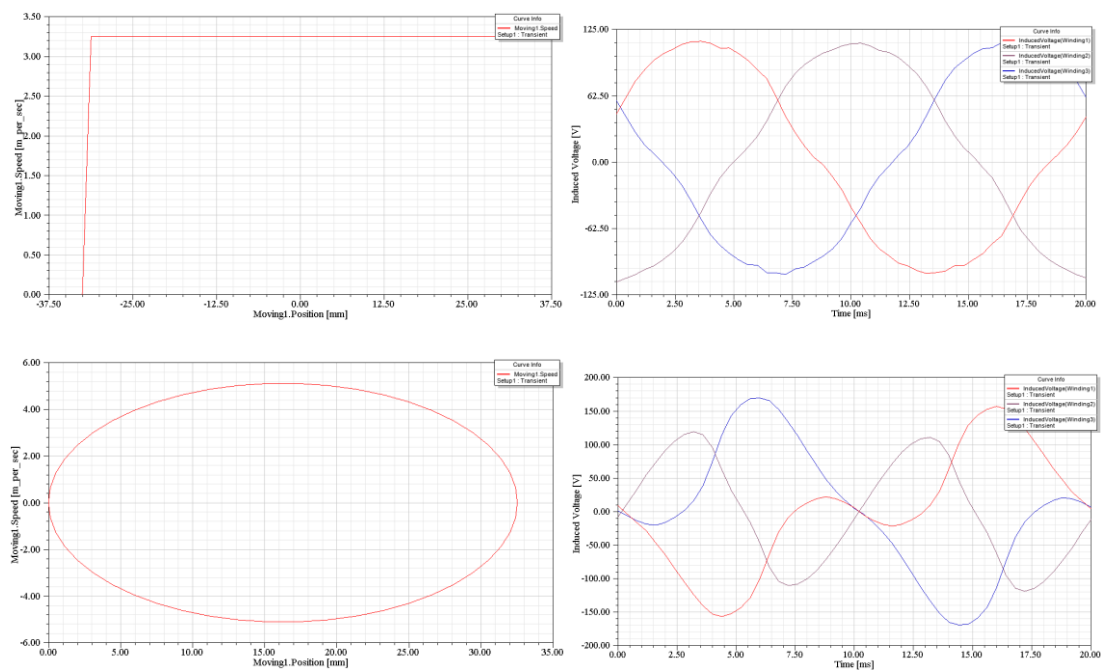 3.50
3.00
2.50
2.00
1.50
1.00
0.50
0.00
Moving1.Speed [m_per_sec]
-37.50
-25.00
-12.50
0.00
12.50
25.00
37.50
Moving1.Position [mm]
Curve Info
Moving1.Speed
Setup1 : Transient
125.00
62.50
0.00
-62.50
-125.00
Induced Voltage [V]
0.00
2.50
5.00
7.50
10.00
12.50
15.00
17.50
20.00
Time [ms]
Curve Info
InducedVoltage(Winding1)
Setup1 : Transient
InducedVoltage(Winding2)
Setup1 : Transient
InducedVoltage(Winding3)
Setup1 : Transient
6.00
4.00
2.00
0.00
-2.00
-4.00
-6.00
Moving1.Speed [m_per_sec]
0.00
5.00
10.00
15.00
20.00
25.00
30.00
35.00
Moving1.Position [mm]
Curve Info
Moving1.Speed
Setup1 : Transient
200.00
150.00
100.00
50.00
0.00
-50.00
-100.00
-150.00
-200.00
Induced Voltage [V]
0.00
2.50
5.00
7.50
10.00
12.50
15.00
17.50
20.00
Time [ms]
Curve Info
InducedVoltage(Winding1)
Setup1 : Transient
InducedVoltage(Winding2)
Setup1 : Transient
InducedVoltage(Winding3)
Setup1 : Transient